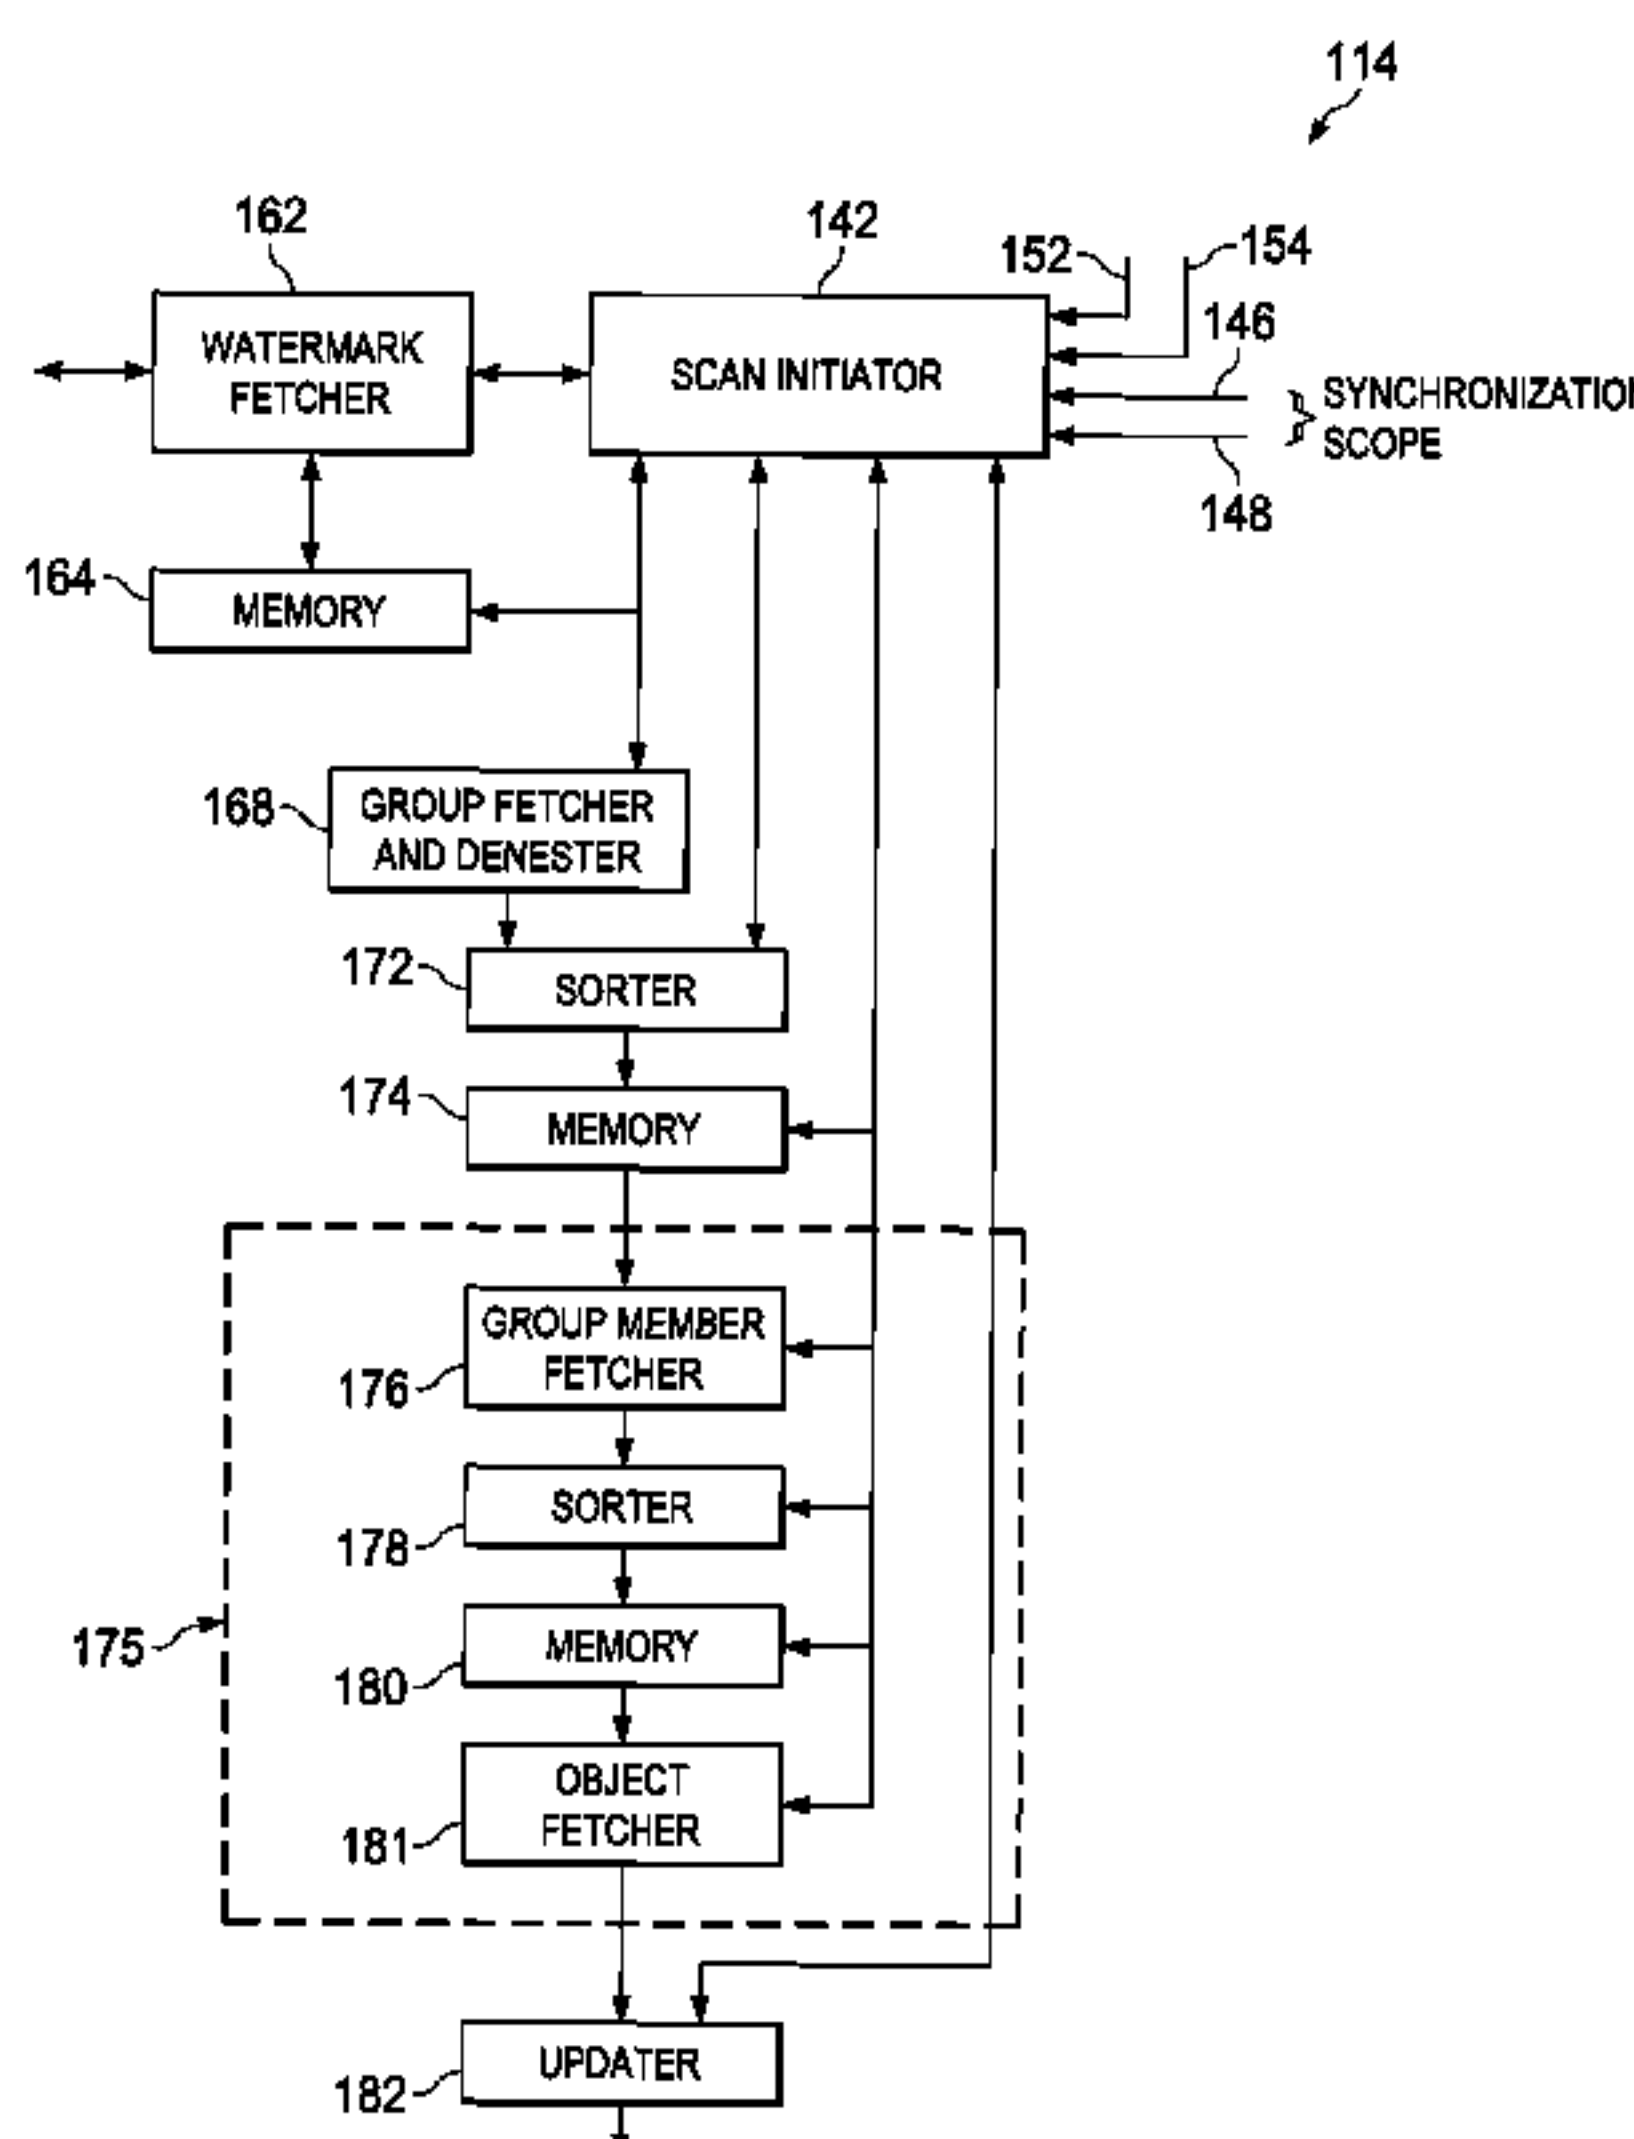 114
162
142
152
154
WATERMARK
FETCHER
SCAN INITIATOR
146
SYNCHRONIZATIO
SCOPE
148
164
MEMORY
168
GROUP FETCHER
AND DENESTER
172
SORTER
174
MEMORY
GROUP MEMBER
FETCHER
176
SORTER
178
175
MEMORY
180
OBJECT
FETCHER
181
UPDATER
182